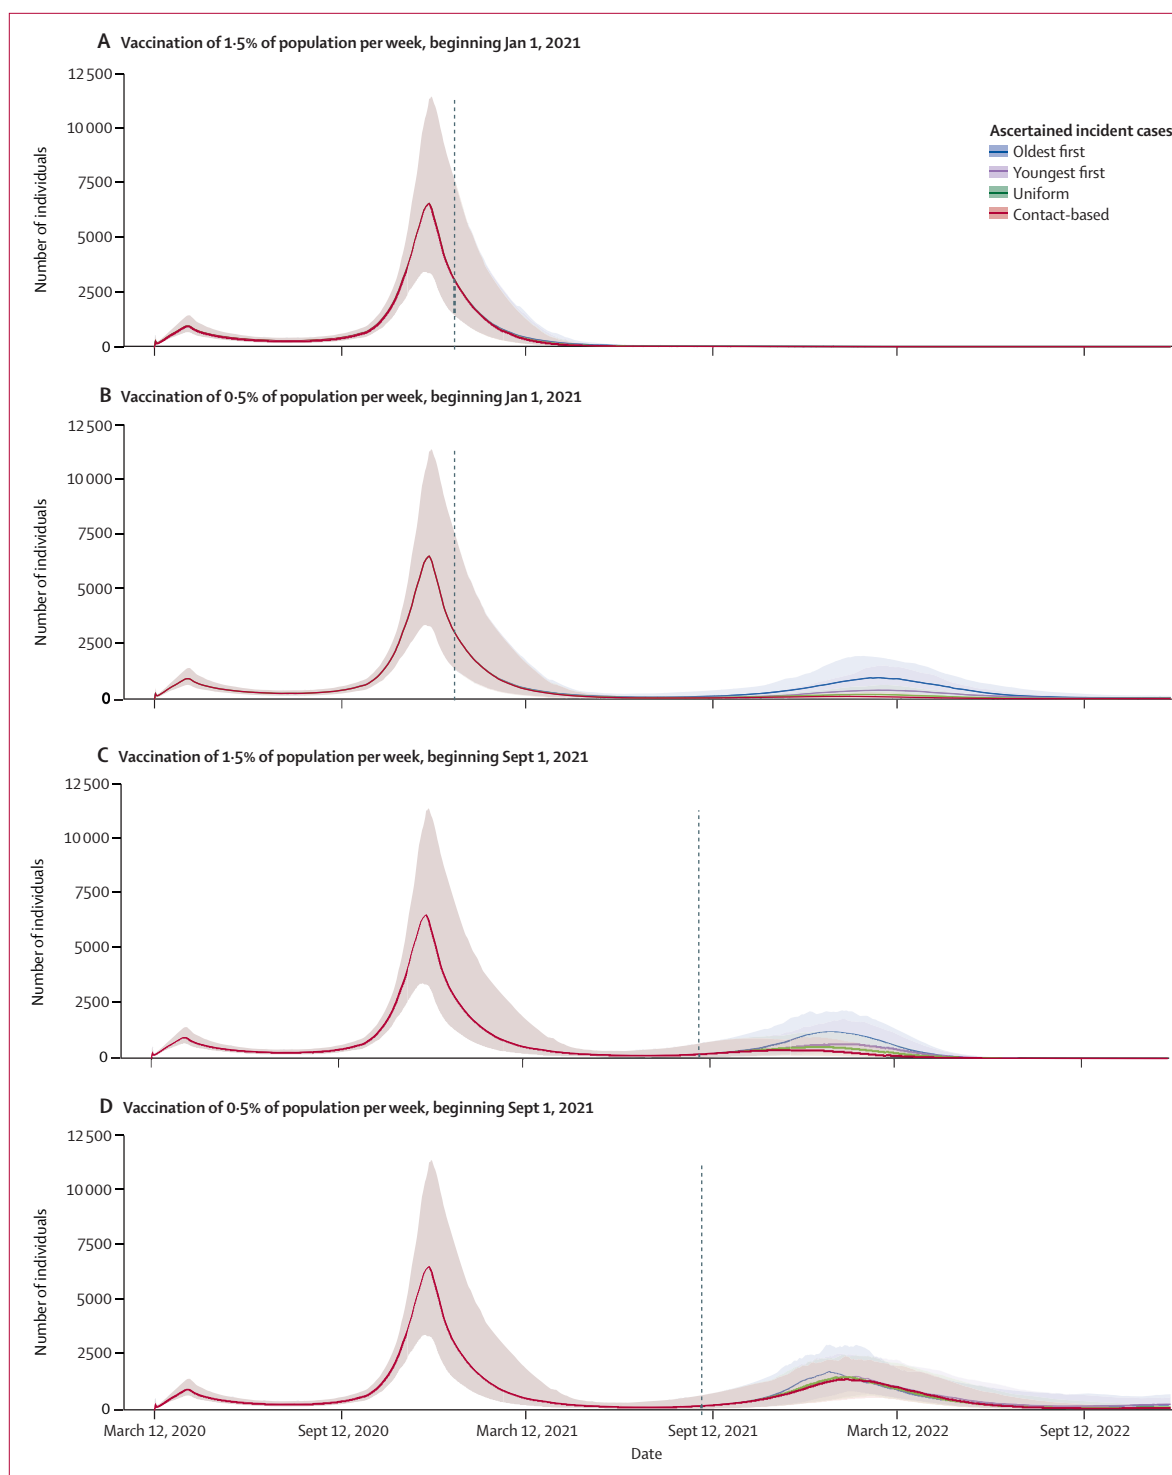 A Vaccination of 1·5% of population per week, beginning Jan 1, 2021
12 500
10 000
7500
5000
2500
0
Number of individuals
Ascertained incident cases
Oldest first
Youngest first
Uniform
Contact-based
B Vaccination of 0·5% of population per week, beginning Jan 1, 2021
12 500
10 000
7500
5000
2500
0
Number of individuals
C Vaccination of 1·5% of population per week, beginning Sept 1, 2021
12 500
10 000
7500
5000
2500
0
Number of individuals
D Vaccination of 0·5% of population per week, beginning Sept 1, 2021
12 500
10 000
7500
5000
2500
0
Number of individuals
March 12, 2020 Sept 12, 2020 March 12, 2021 Sept 12, 2021 March 12, 2022 Sept 12, 2022
Date